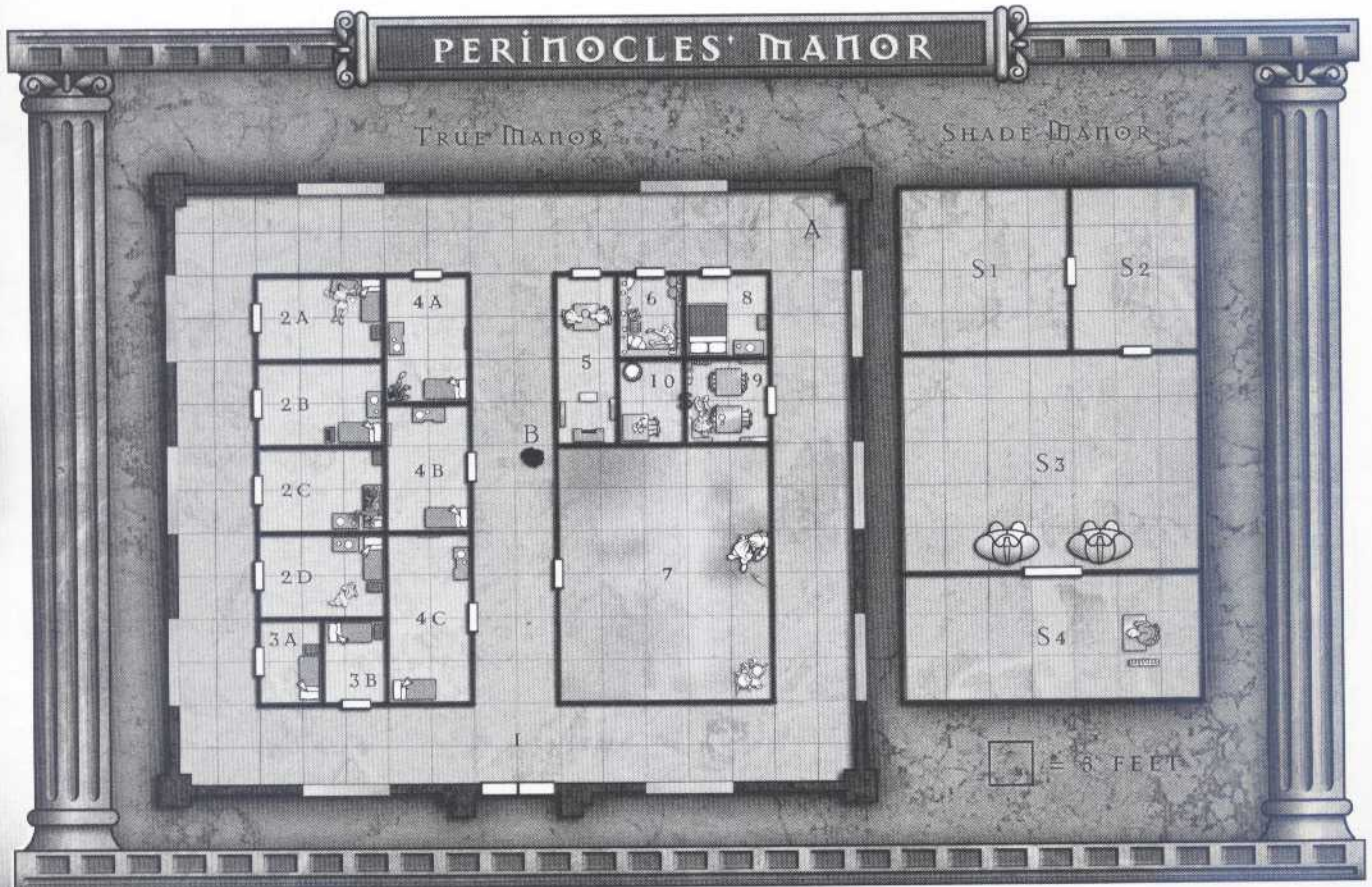 PERINOCLES' MANOR
TRUE MANOR
SHADE MANOR
A
2A
4A
6
8
5
10
S
9
2B
B
2C
4B
2D
7
3A
3B
4C
1
S1
S2
S3
S4
= FEET